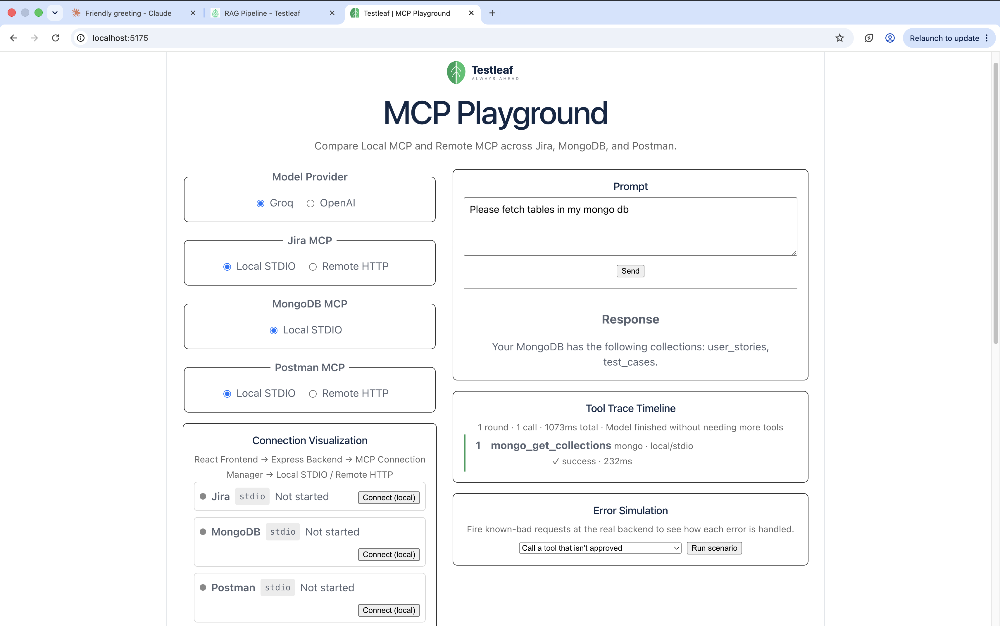 Friendly greeting - Claude
RAG Pipeline - Testleaf
Testleaf | MCP Playground
localhost:5175
Relaunch to update
Testleaf
ALWAYS AHEAD
MCP Playground
Compare Local MCP and Remote MCP across Jira, MongoDB, and Postman.
Model Provider
Groq OpenAI
Jira MCP
Local STDIO Remote HTTP
MongoDB MCP
Local STDIO
Postman MCP
Local STDIO Remote HTTP
Connection Visualization
React Frontend → Express Backend → MCP Connection
Manager → Local STDIO / Remote HTTP
Jira stdio Not started Connect (local)
MongoDB stdio Not started
Connect (local)
Postman stdio Not started
Connect (local)
Prompt
Please fetch tables in my mongo db
Send
Response
Your MongoDB has the following collections: user_stories,
test_cases.
Tool Trace Timeline
1 round · 1 call · 1073ms total · Model finished without needing more tools
1 mongo_get_collections mongo · local/stdio
✓ success · 232ms
Error Simulation
Fire known-bad requests at the real backend to see how each error is handled.
Call a tool that isn't approved Run scenario